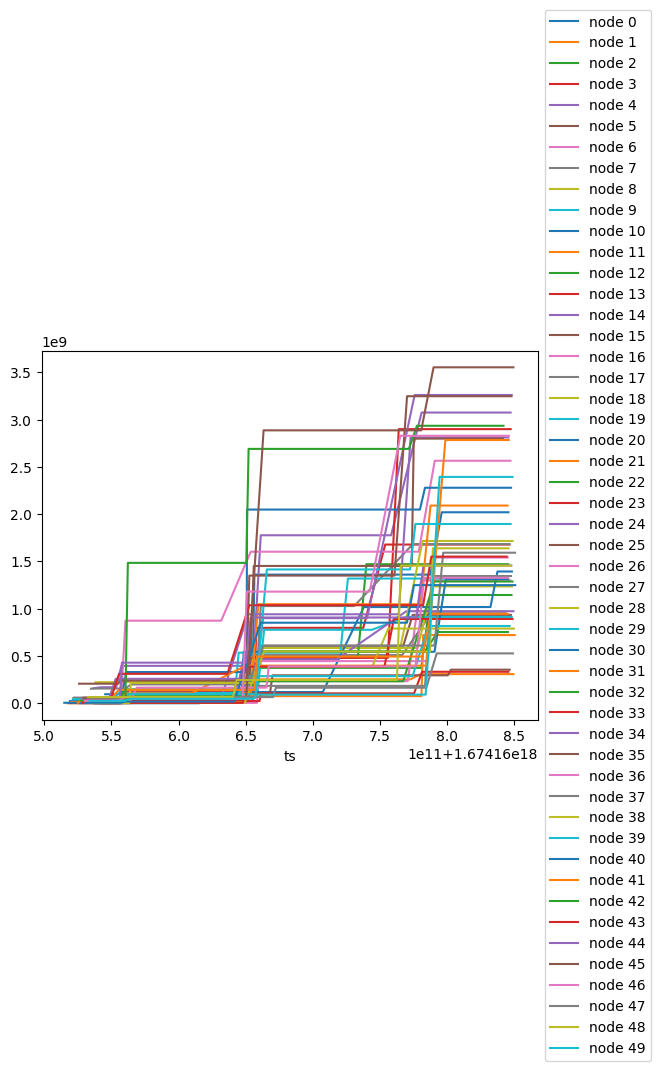 1e9
3.5
3.0
2.5
2.0
1.5
1.0
0.5
0.0
5.0 5.5 6.0 6.5 7.0 7.5 8.0 8.5
ts
1e11+1.67416e18
node 0
node 1
node 2
node 3
node 4
node 5
node 6
node 7
node 8
node 9
node 10
node 11
node 12
node 13
node 14
node 15
node 16
node 17
node 18
node 19
node 20
node 21
node 22
node 23
node 24
node 25
node 26
node 27
node 28
node 29
node 30
node 31
node 32
node 33
node 34
node 35
node 36
node 37
node 38
node 39
node 40
node 41
node 42
node 43
node 44
node 45
node 46
node 47
node 48
node 49